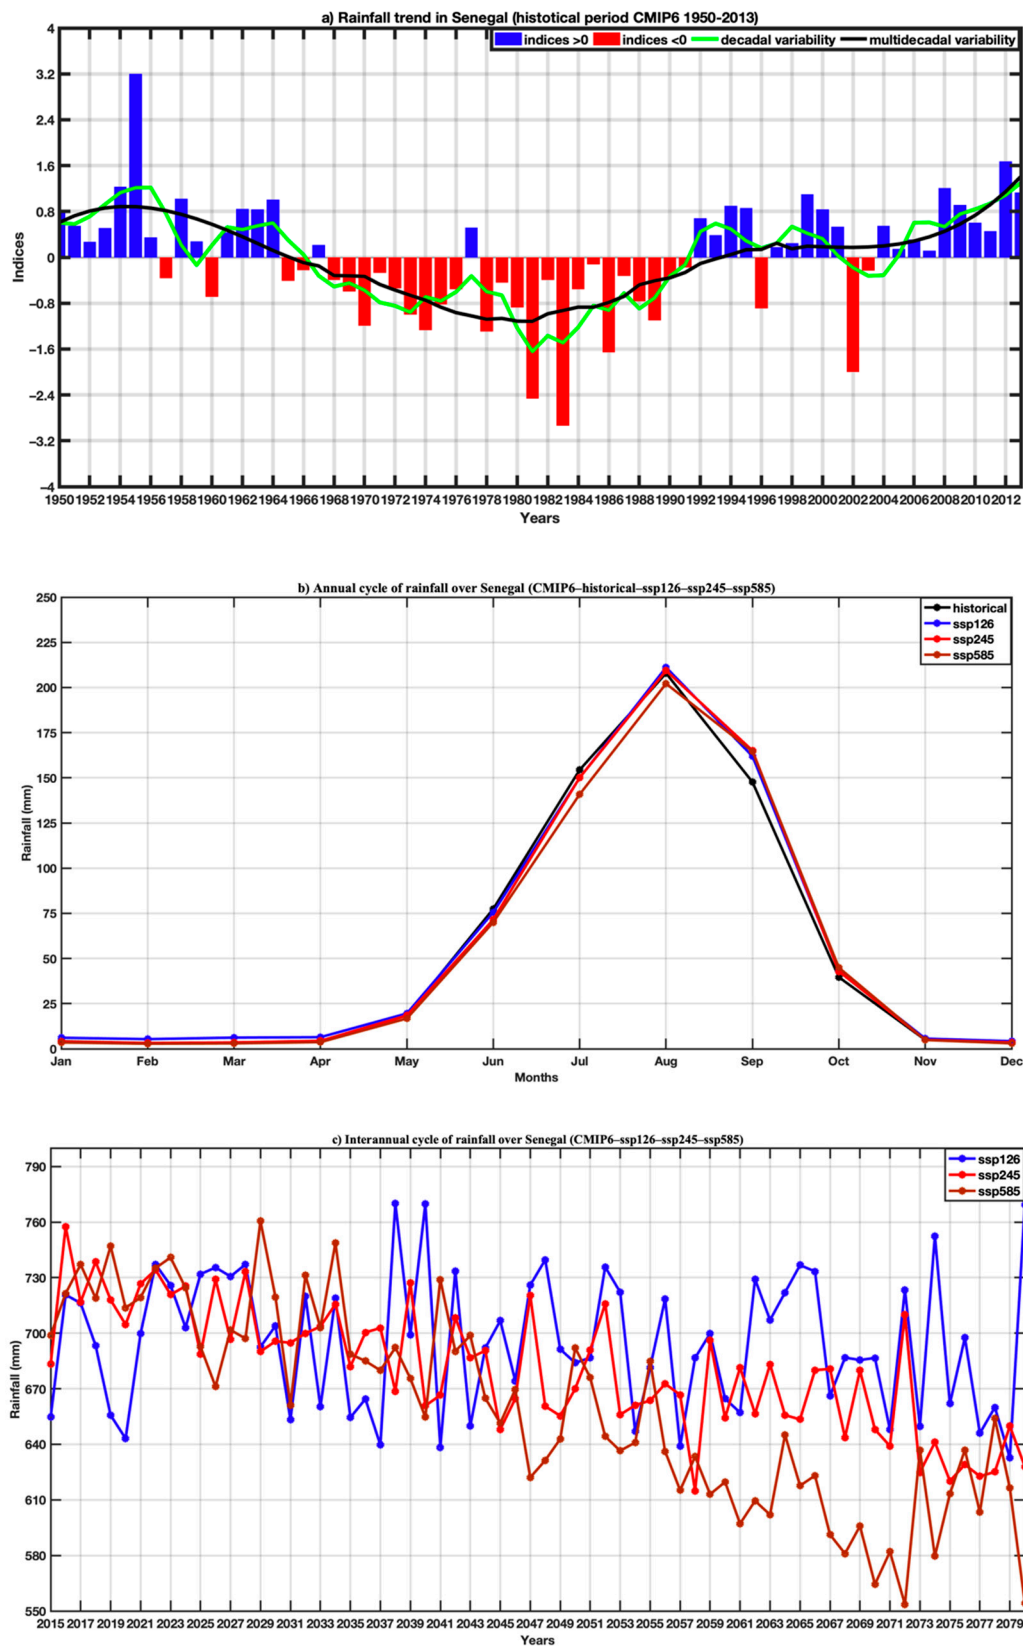 a) Rainfall trend in Senegal (histotical period CMIP6 1950-2013)
indices >0 indices <0 decadal variability multidecadal variability
4
3.2
2.4
1.6
0.8
0
−0.8
−1.6
−2.4
−3.2
−4
Indices
1950 1952 1954 1956 1958 1960 1962 1964 1966 1968 1970 1972 1974 1976 1978 1980 1982 1984 1986 1988 1990 1992 1994 1996 1998 2000 2002 2004 2006 2008 2010 2012
Years
b) Annual cycle of rainfall over Senegal (CMIP6–historical–ssp126–ssp245–ssp585)
historical
ssp126
ssp245
ssp585
250
225
200
175
150
125
100
75
50
25
0
Rainfall (mm)
Jan Feb Mar Apr May Jun Jul Aug Sep Oct Nov Dec
Months
c) Interannual cycle of rainfall over Senegal (CMIP6–ssp126–ssp245–ssp585)
ssp126
ssp245
ssp585
790
760
730
700
670
640
610
580
550
Rainfall (mm)
2015 2017 2019 2021 2023 2025 2027 2029 2031 2033 2035 2037 2039 2041 2043 2045 2047 2049 2051 2053 2055 2057 2059 2061 2063 2065 2067 2069 2071 2073 2075 2077 2079
Years